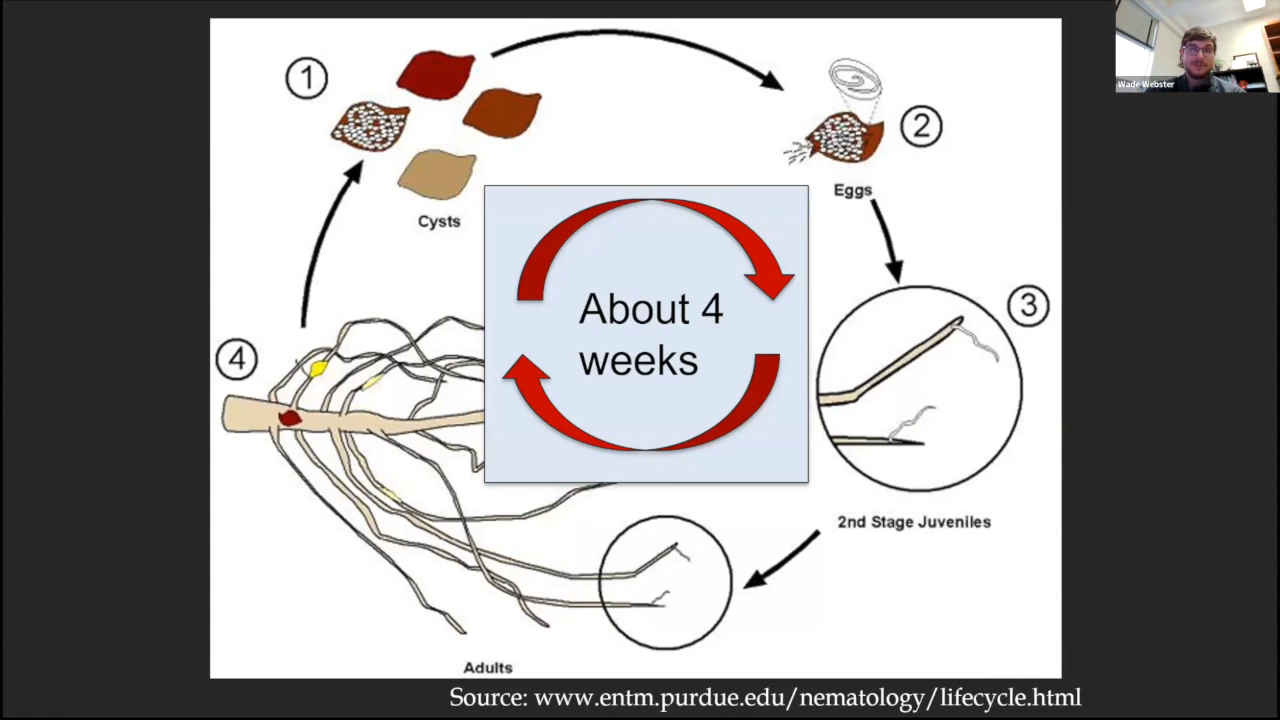 Wade Webster
1
2
Eggs
Cysts
3
About 4
weeks
4
2nd Stage Juveniles
Adults
Source: www.entm.purdue.edu/nematology/lifecycle.html